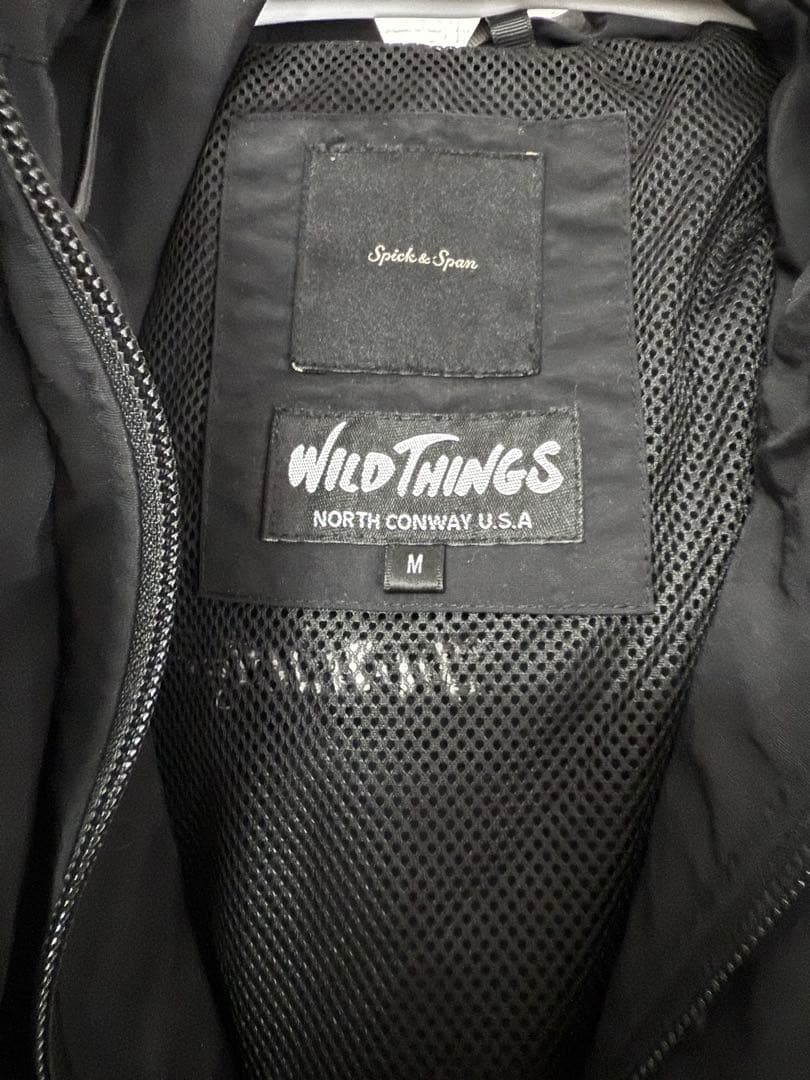 Spick & Span
WILD THINGS
NORTH CONWAY U.S.A
M